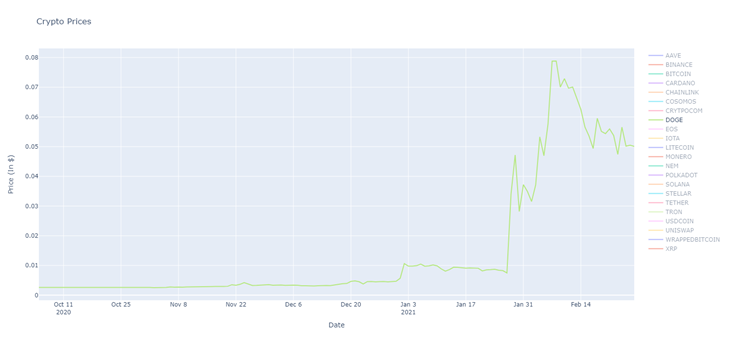 Crypto Prices
0.08
0.07
0.06
0.05
0.04
0.03
0.02
0.01
0
Price (In $)
Oct 11
2020
Oct 25
Nov 8
Nov 22
Dec 6
Dec 20
Jan 3
2021
Jan 17
Jan 31
Feb 14
Date
AAVE
BINANCE
BITCOIN
CARDANO
CHAINLINK
COSOMOS
CRYTPOCOM
DOGE
EOS
IOTA
LITECOIN
MONERO
NEM
POLKADOT
SOLANA
STELLAR
TETHER
TRON
USDCOIN
UNISWAP
WRAPPEDBITCOIN
XRP